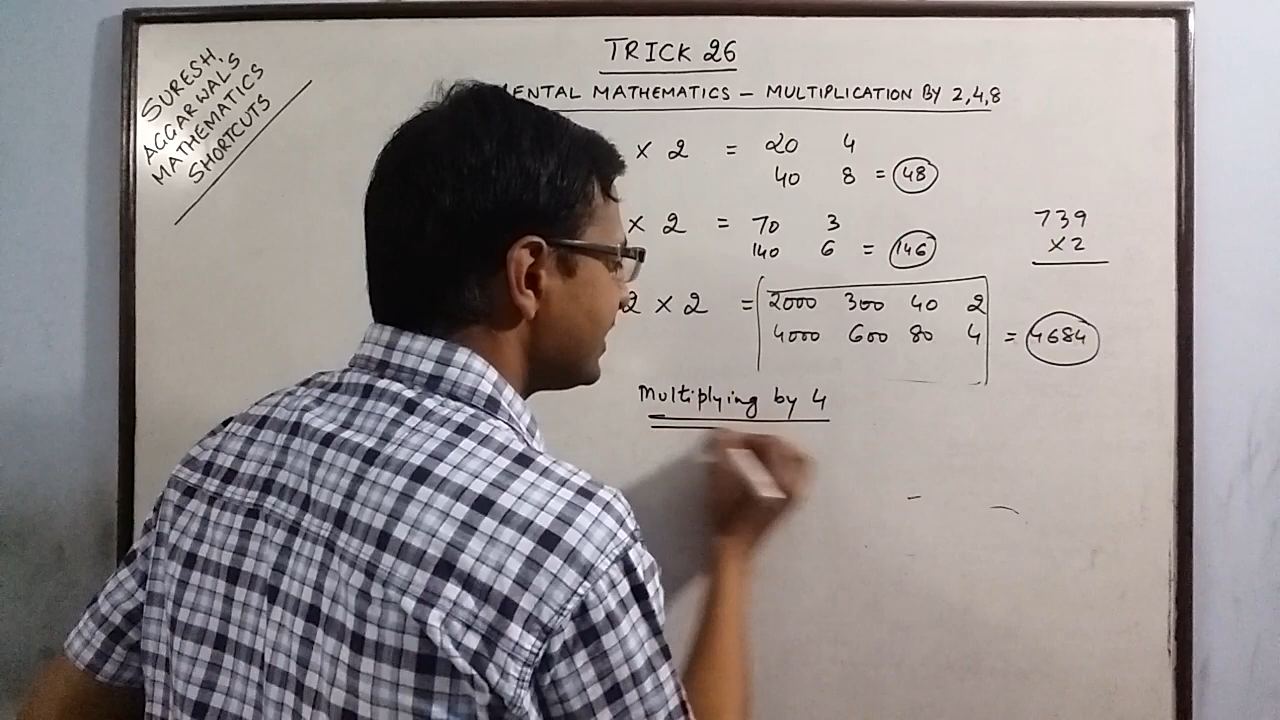 SURESH
AGGARWAL'S
MATHEMATICS
SHORTCUTS
TRICK 26
MENTAL MATHEMATICS – MULTIPLICATION BY 2,4,8
× 2 = 20 4
40 8 = 48
× 2 = 70 3
140 6 = 146
2 × 2 = 2000 300 40 2
4000 600 80 4 = 4684
739
×2
Multiplying by 4